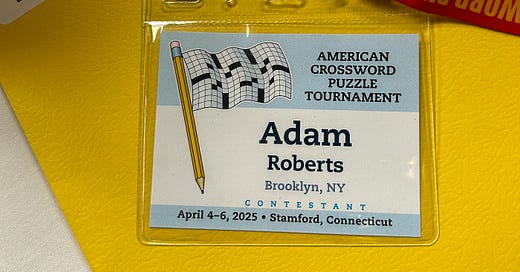 AMERICAN
CROSSWORD
PUZZLE
TOURNAMENT
Adam
Roberts
Brooklyn, NY
CONTESTANT
April 4–6, 2025 • Stamford, Connecticut